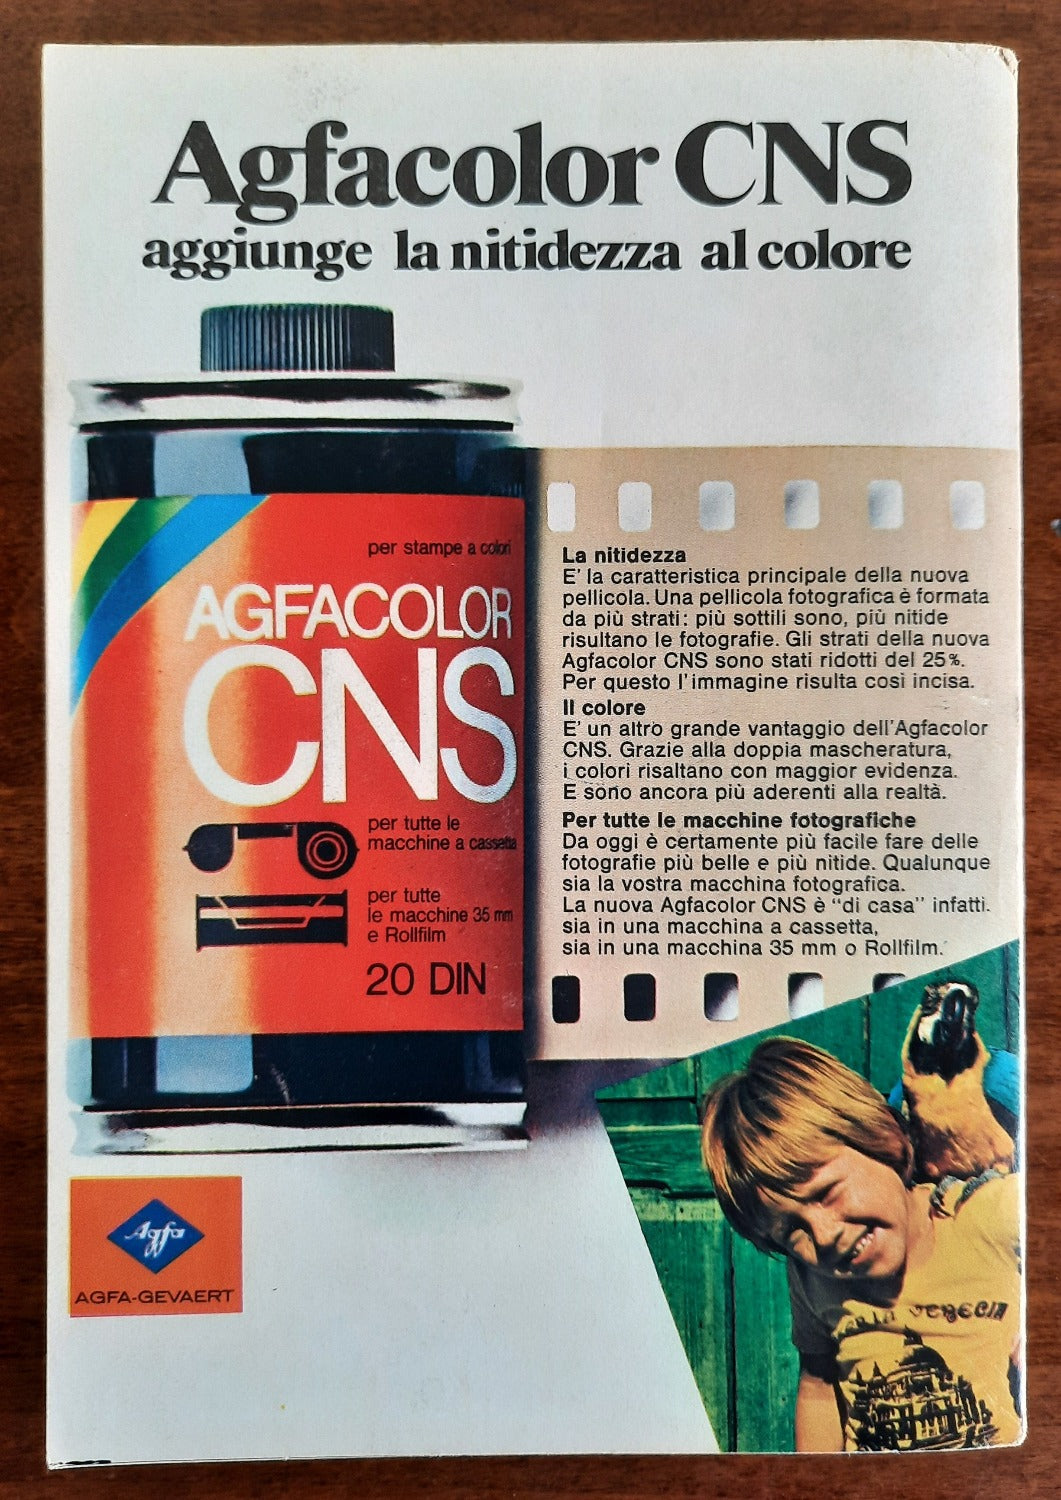 Agfacolor CNS
aggiunge la nitidezza al colore
per stampe a colori
AGFACOLOR
CNS
per tutte le
macchine a cassetta
per tutte
le macchine 35 mm
e Rollfilm
20 DIN
La nitidezza
E' la caratteristica principale della nuova
pellicola. Una pellicola fotografica è formata
da più strati: più sottili sono, più nitide
risultano le fotografie. Gli strati della nuova
Agfacolor CNS sono stati ridotti del 25%.
Per questo l'immagine risulta così incisa.
Il colore
E' un altro grande vantaggio dell'Agfacolor
CNS. Grazie alla doppia mascheratura,
i colori risaltano con maggior evidenza.
E sono ancora più aderenti alla realtà.
Per tutte le macchine fotografiche
Da oggi è certamente più facile fare delle
fotografie più belle e più nitide. Qualunque
sia la vostra macchina fotografica.
La nuova Agfacolor CNS è "di casa" infatti.
sia in una macchina a cassetta,
sia in una macchina 35 mm o Rollfilm.
Agfa
AGFA-GEVAERT